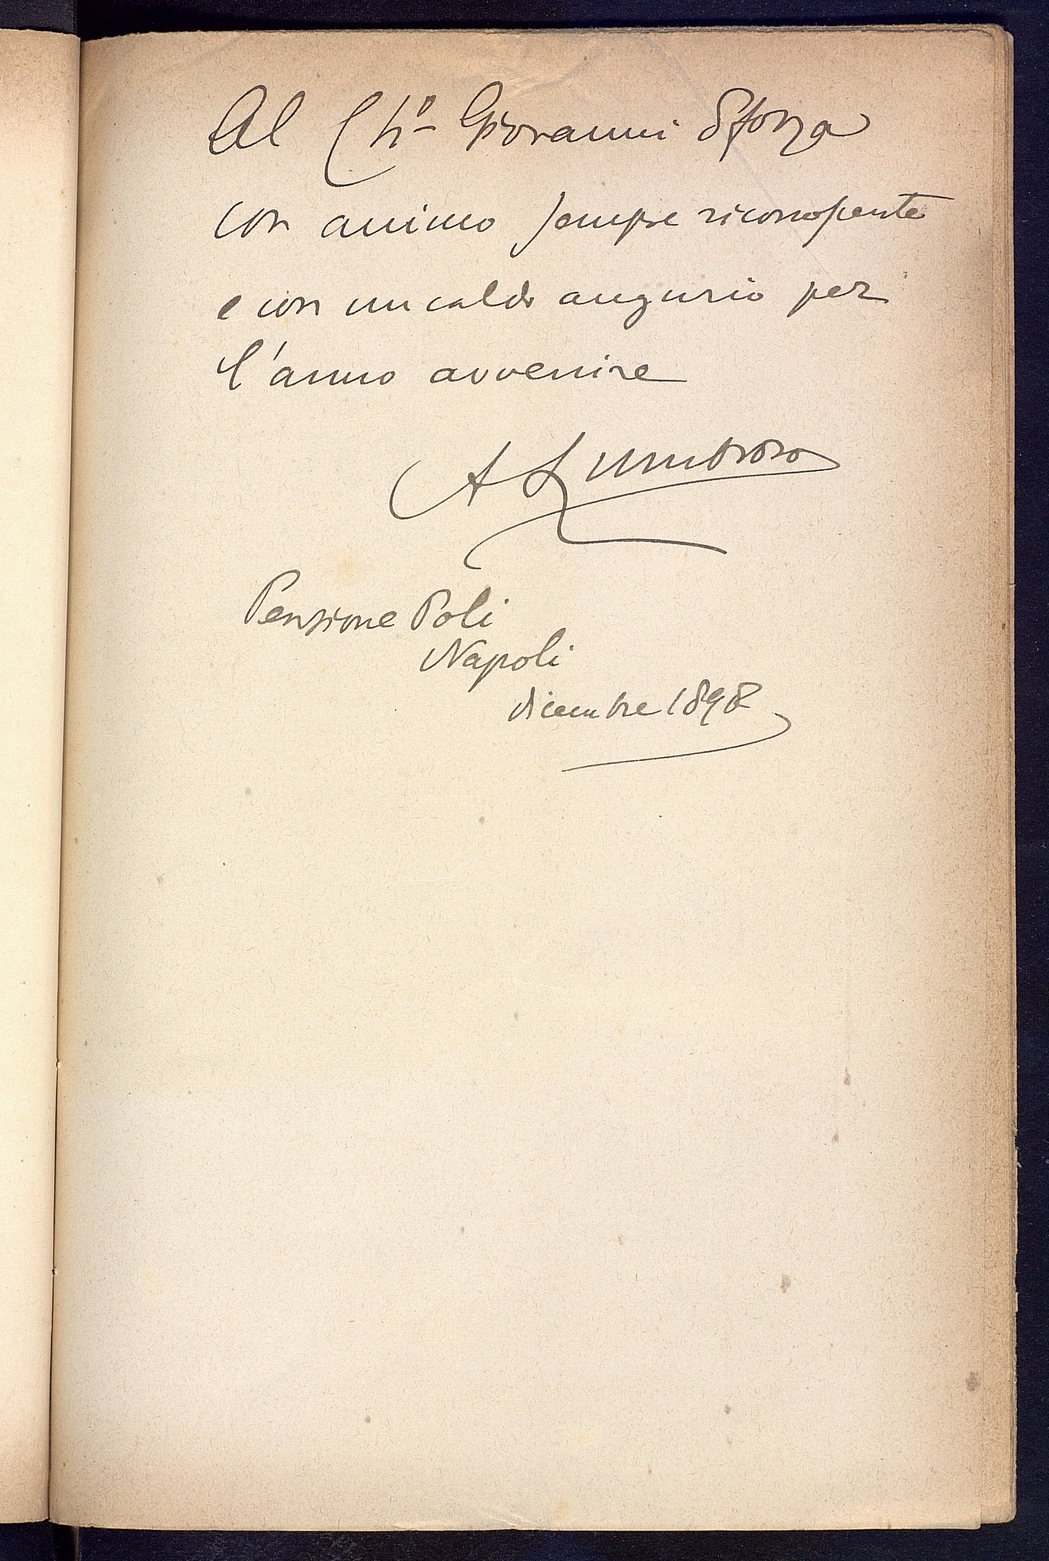 Al Ch.º Giovanni Sforza
con animo sempre riconoscente
e con un caldo augurio per
l'anno avvenire
A Lumbroso
Pensione Poli
Napoli
dicembre 1898